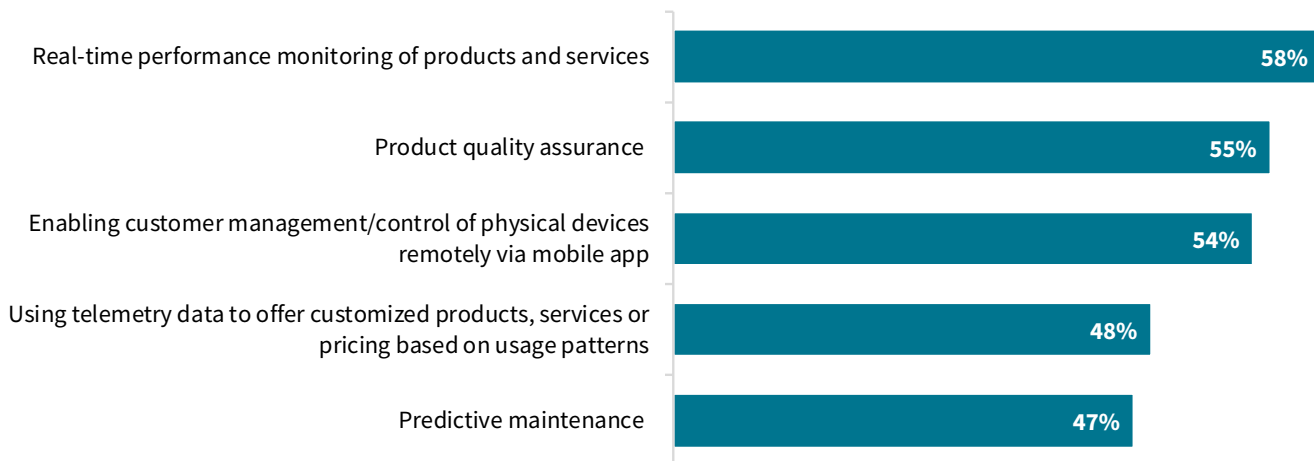 Real-time performance monitoring of products and services
58%
Product quality assurance
55%
Enabling customer management/control of physical devices
remotely via mobile app
54%
Using telemetry data to offer customized products, services or
pricing based on usage patterns
48%
Predictive maintenance
47%